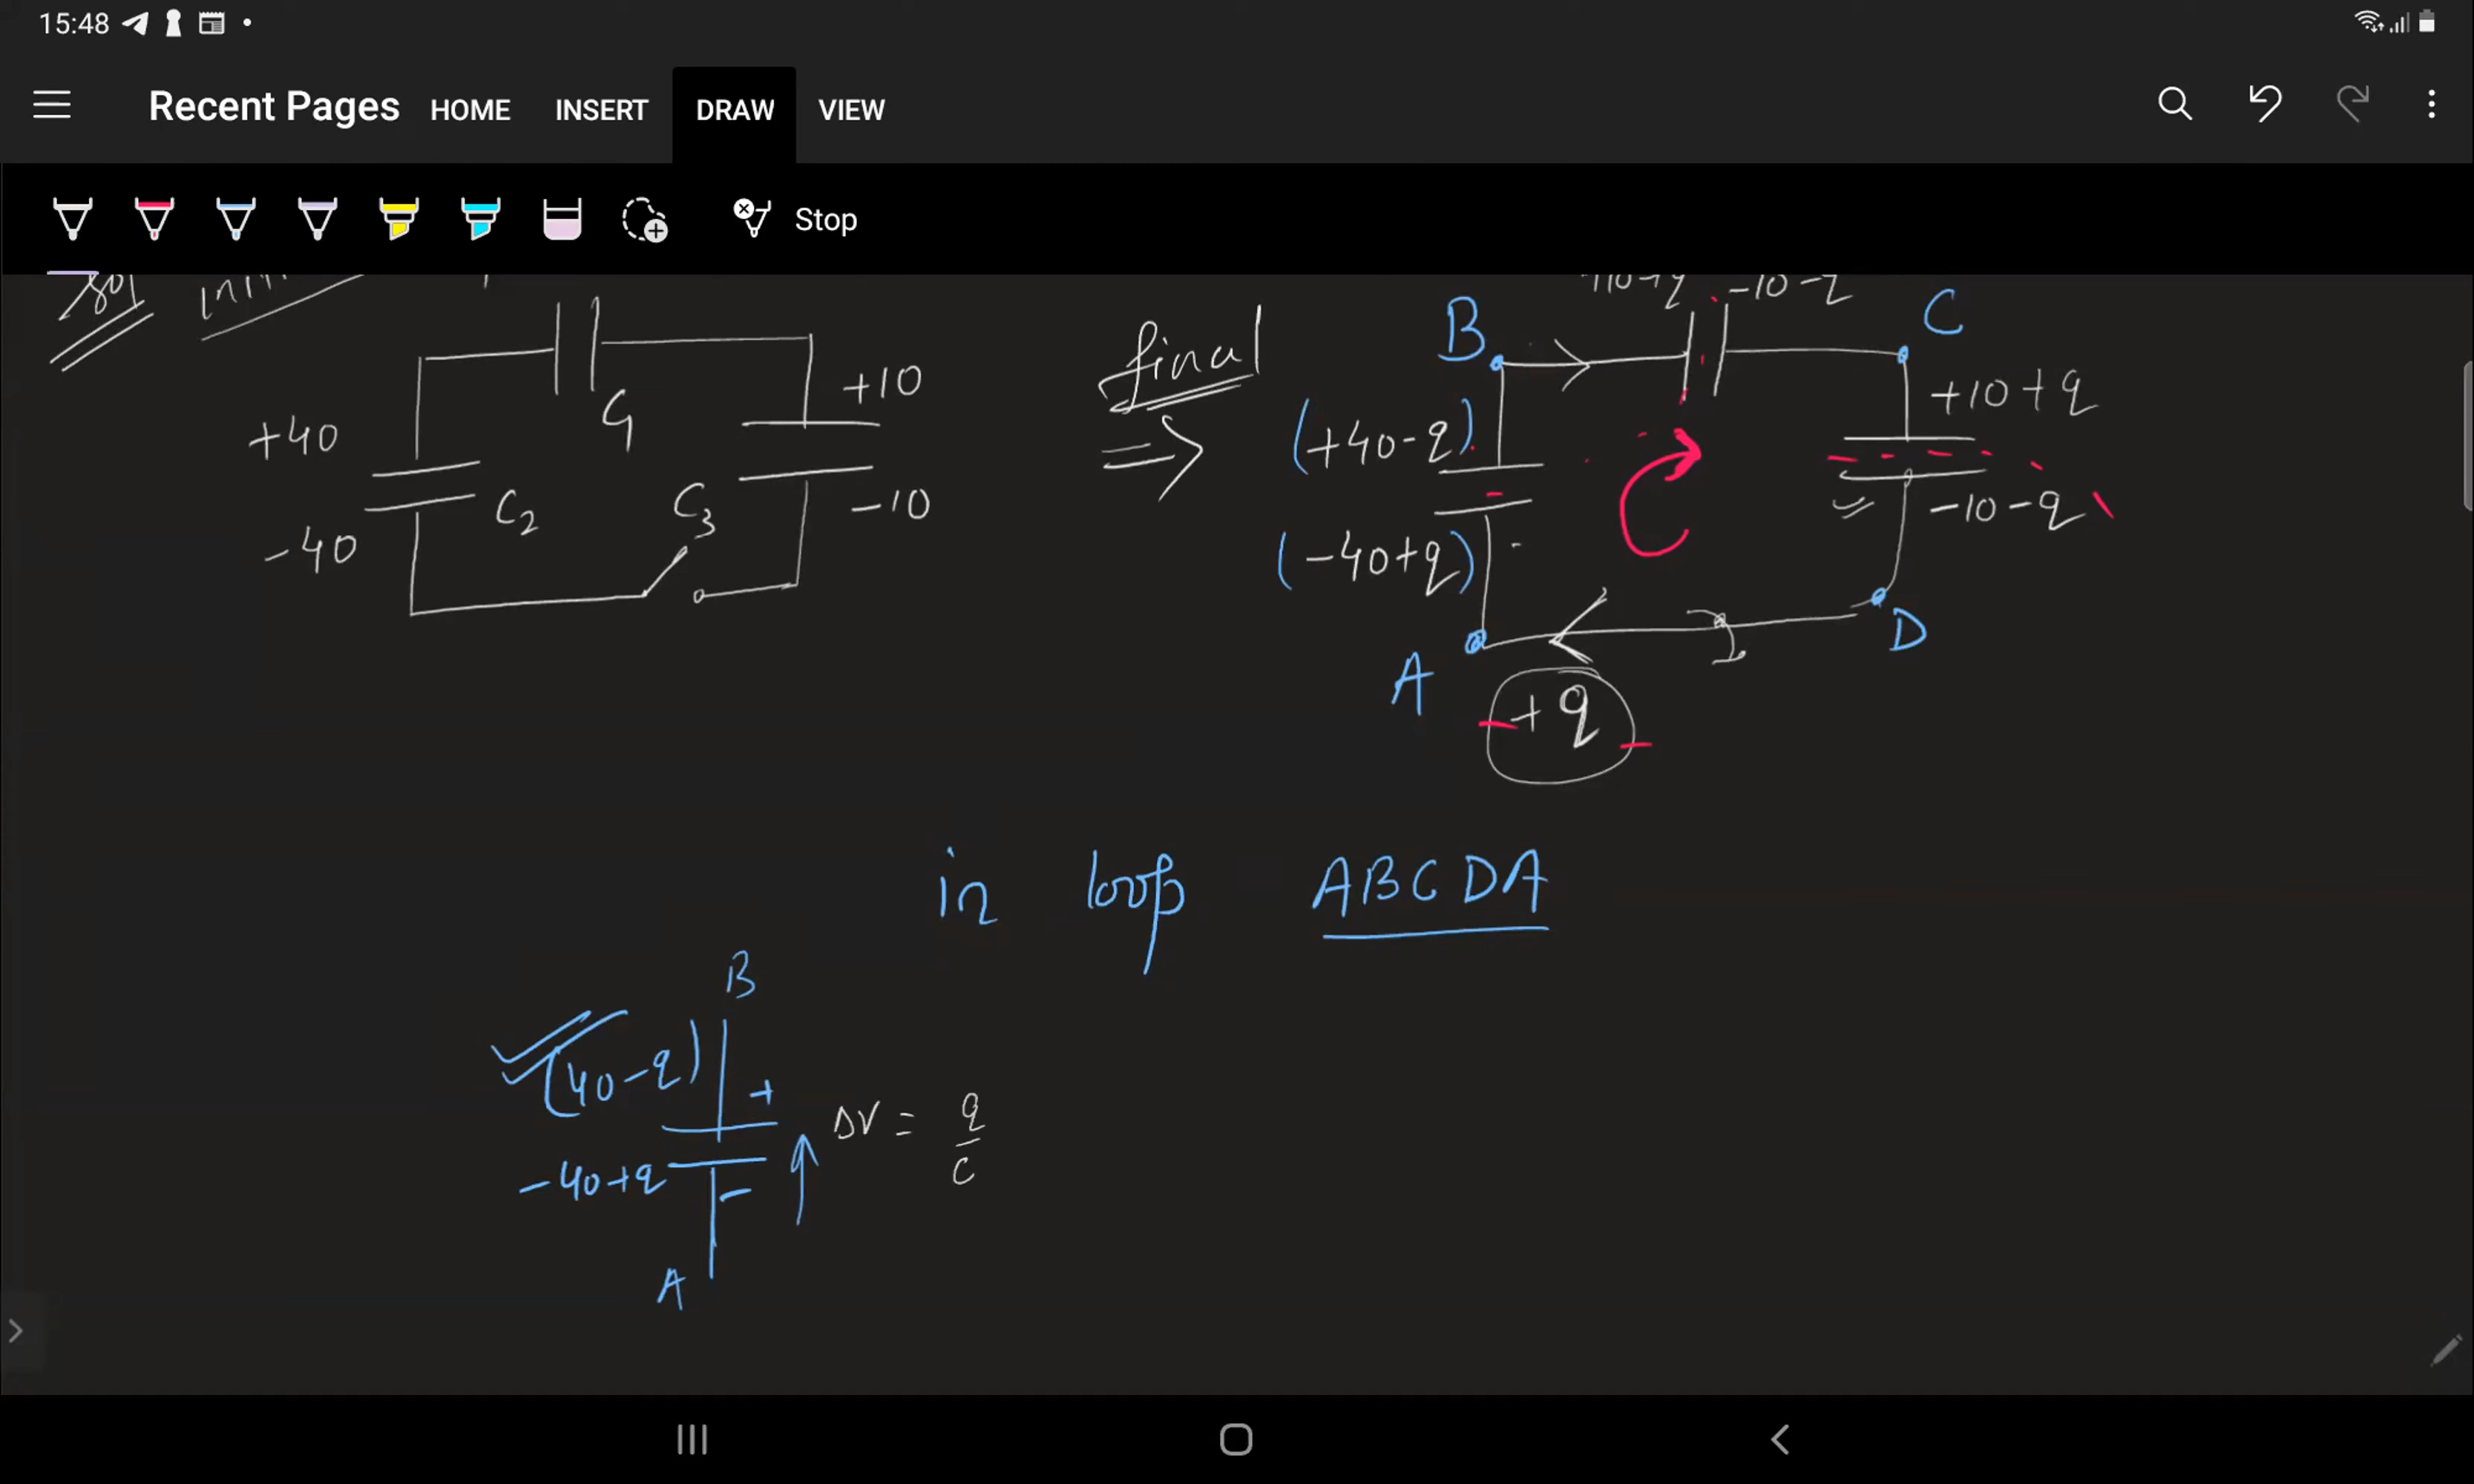 15:48
Recent Pages HOME INSERT DRAW VIEW
Stop
-10-q
B
C
+10
+10+q
final
C1
+40
(+40-q)
C2
C3
-10
-10-q
-40
(-40+q)
D
A
+q
in loop ABCDA
B
(40-q)
+
ΔV = q/c
-40+q
-
A